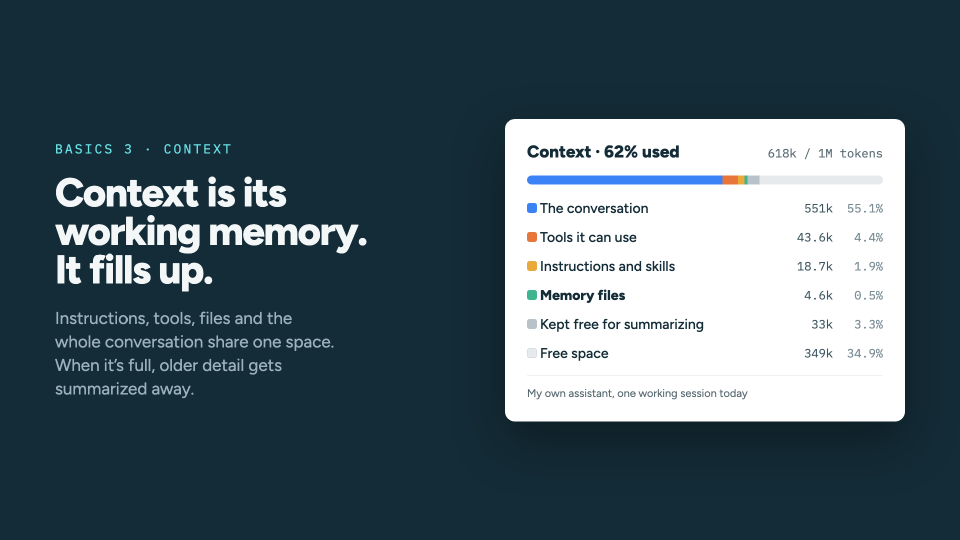 BASICS 3 · CONTEXT
Context is its
working memory.
It fills up.
Instructions, tools, files and the
whole conversation share one space.
When it’s full, older detail gets
summarized away.
Context · 62% used 618k / 1M tokens
The conversation 551k 55.1%
Tools it can use 43.6k 4.4%
Instructions and skills 18.7k 1.9%
Memory files 4.6k 0.5%
Kept free for summarizing 33k 3.3%
Free space 349k 34.9%
My own assistant, one working session today